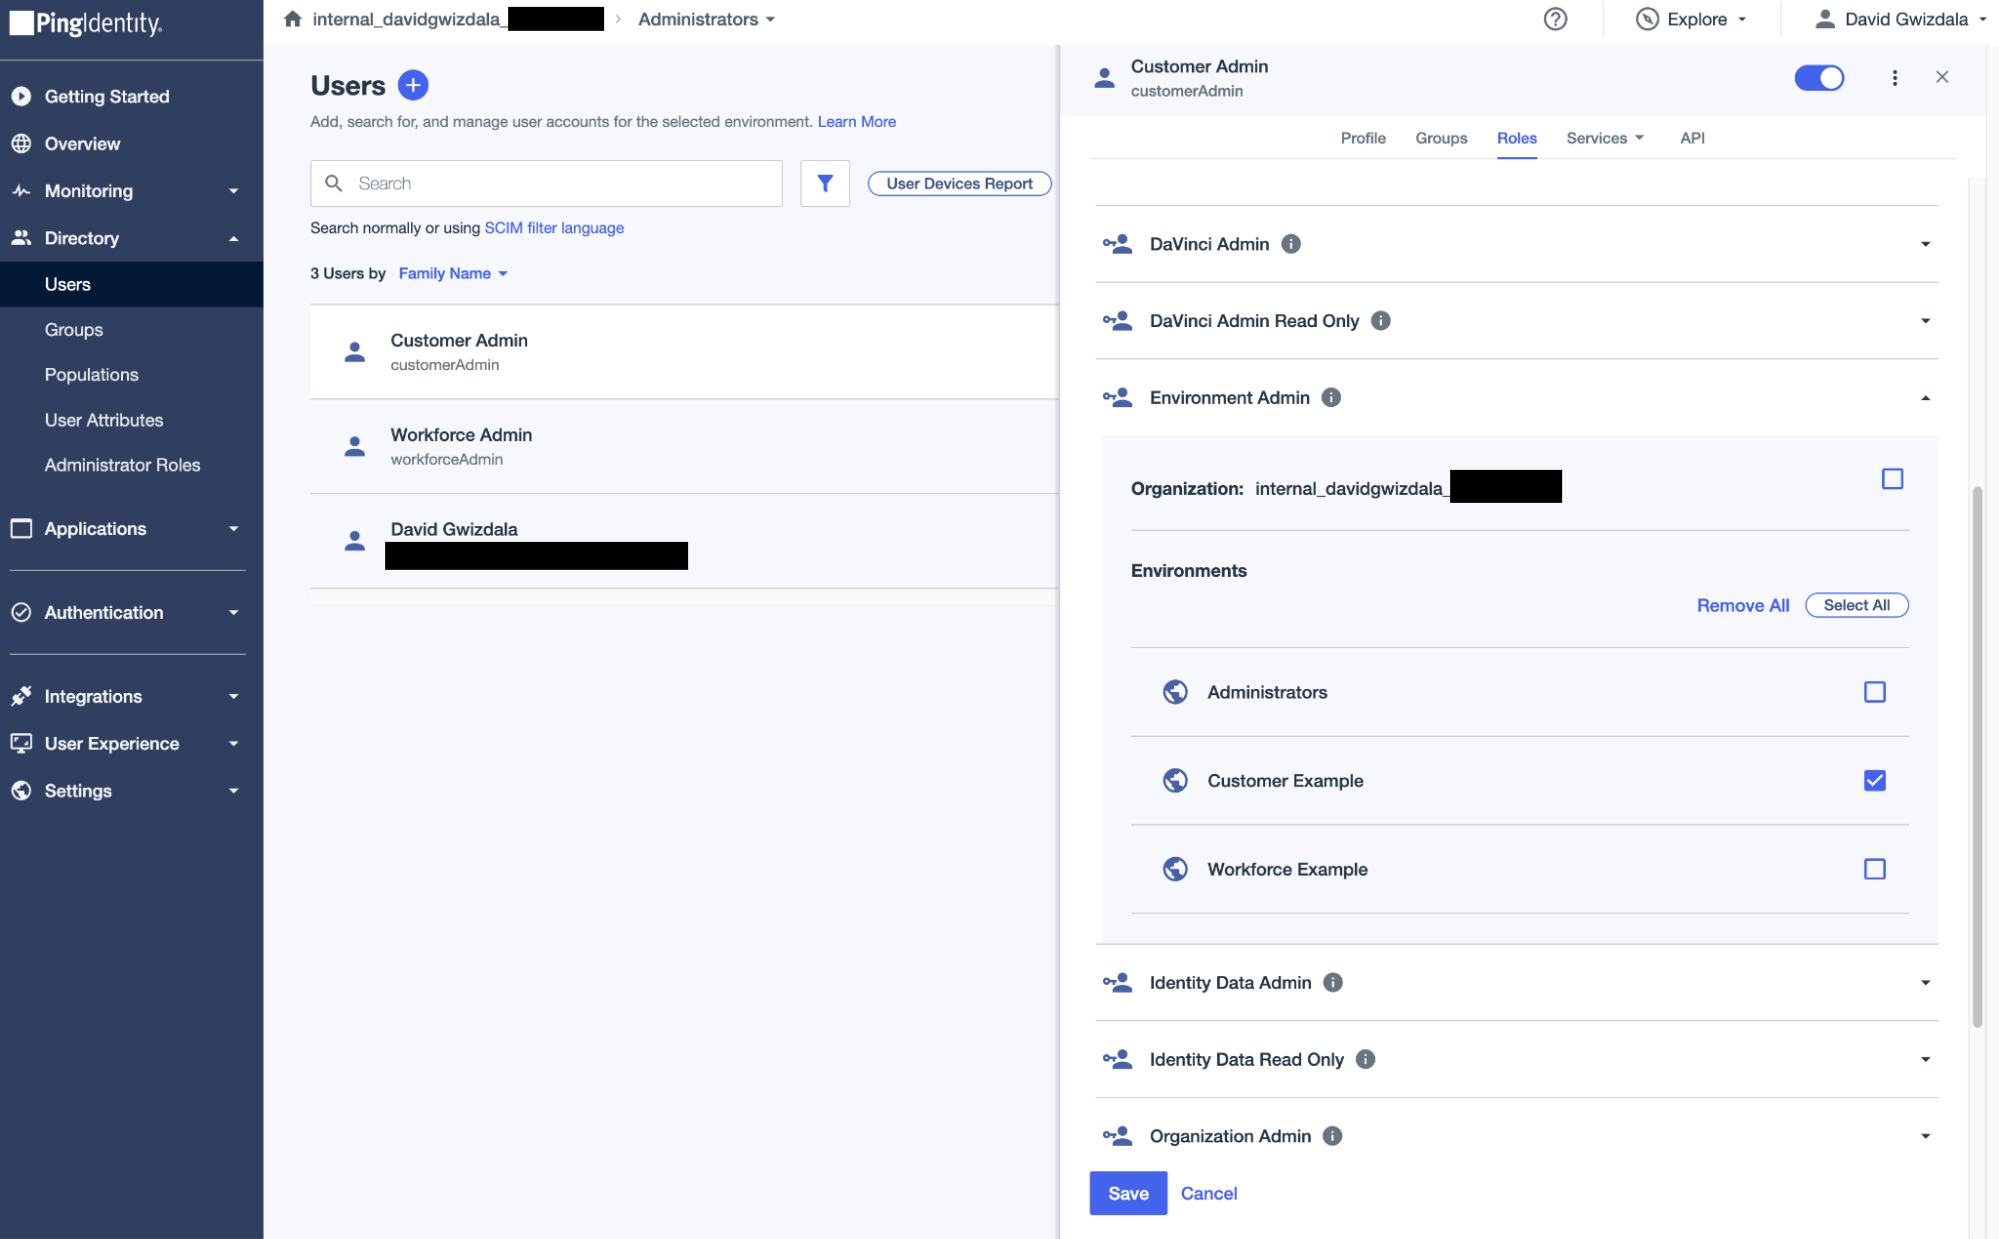 PingIdentity.
internal_davidgwizdala_ › Administrators
Explore
David Gwizdala
Getting Started
Overview
Monitoring
Directory
Users
Groups
Populations
User Attributes
Administrator Roles
Applications
Authentication
Integrations
User Experience
Settings
Users
Add, search for, and manage user accounts for the selected environment. Learn More
Search
User Devices Report
Search normally or using SCIM filter language
3 Users by Family Name
Customer Admin
customerAdmin
Workforce Admin
workforceAdmin
David Gwizdala
Customer Admin
customerAdmin
Profile Groups Roles Services API
DaVinci Admin
DaVinci Admin Read Only
Environment Admin
Organization: internal_davidgwizdala_
Environments
Remove All Select All
Administrators
Customer Example
Workforce Example
Identity Data Admin
Identity Data Read Only
Organization Admin
Save Cancel